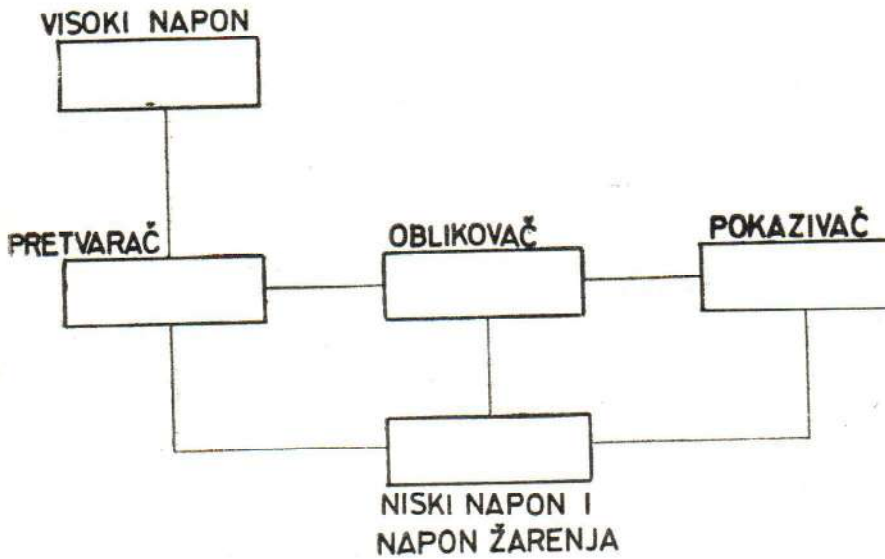 VISOKI NAPON
PRETVARAČ
OBLIKOVAČ
POKAZIVAČ
NISKI NAPON I
NAPON ŽARENJA